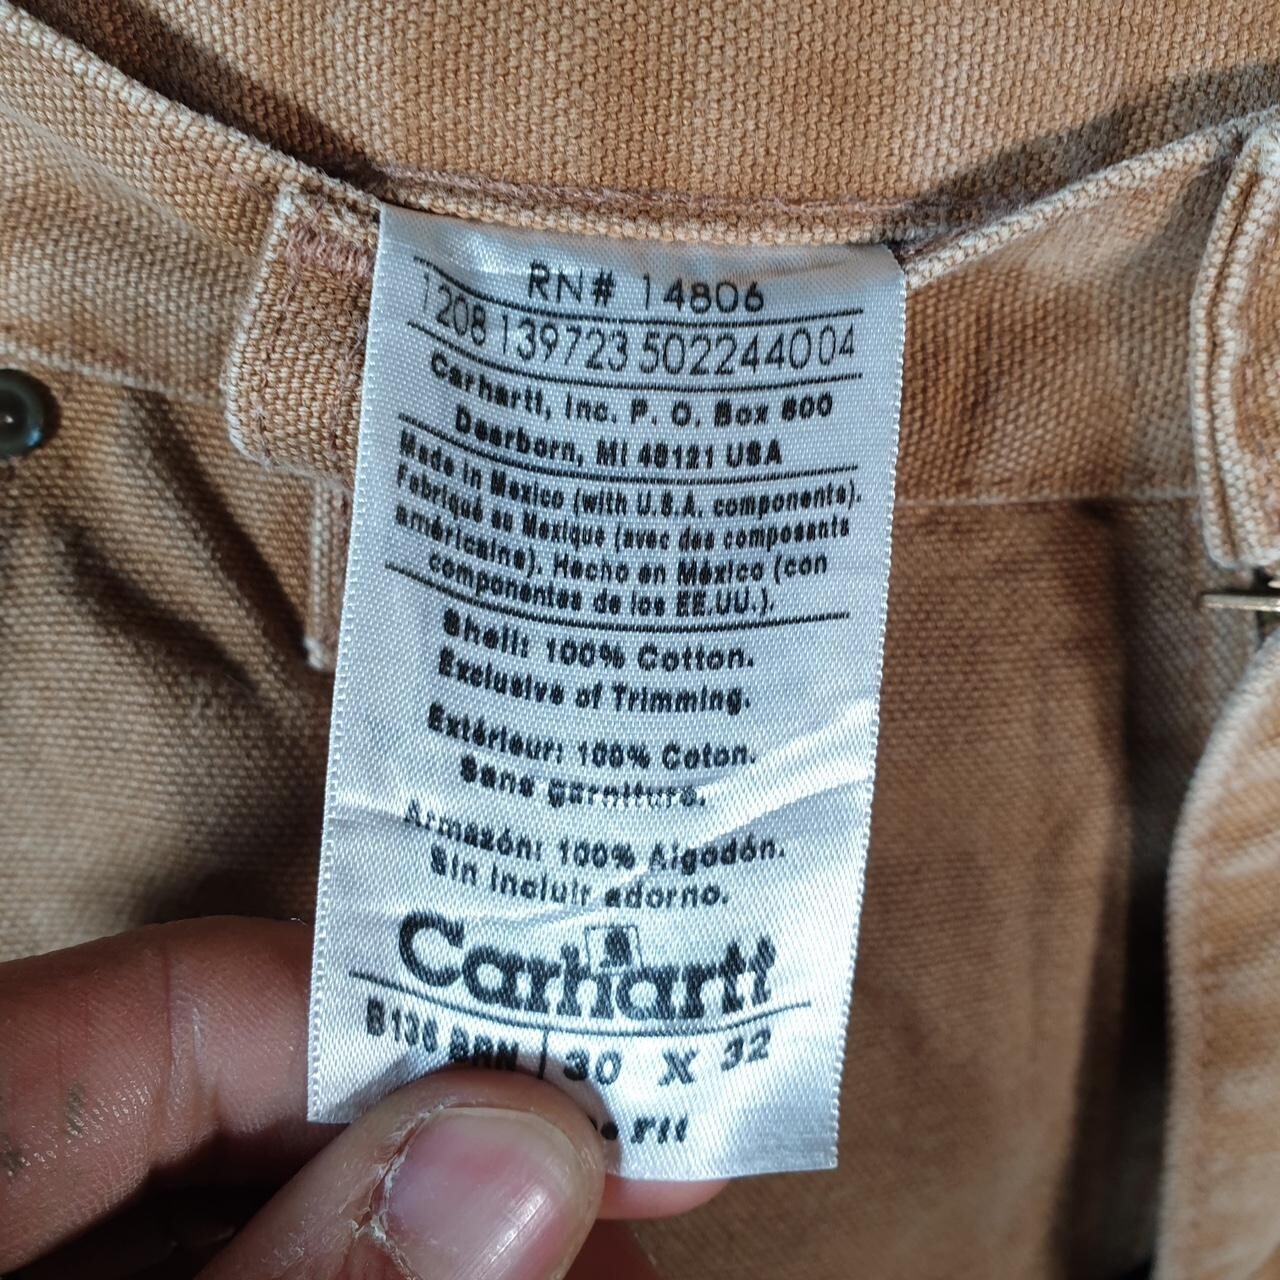 RN# 14806
1208 139723 502244004
Carhartt, Inc. P. O. Box 600
Dearborn, MI 48121 USA
Made in Mexico (with U.S.A. components).
Fabriqué au Mexique (avec des composants
américains). Hecho en México (con
componentes de los EE.UU.).
Shell: 100% Cotton.
Exclusive of Trimming.
Extérieur: 100% Coton.
Sans garniture.
Armazón: 100% Algodón.
Sin incluir adorno.
Carhartt
BRN 30 X 32
Fit